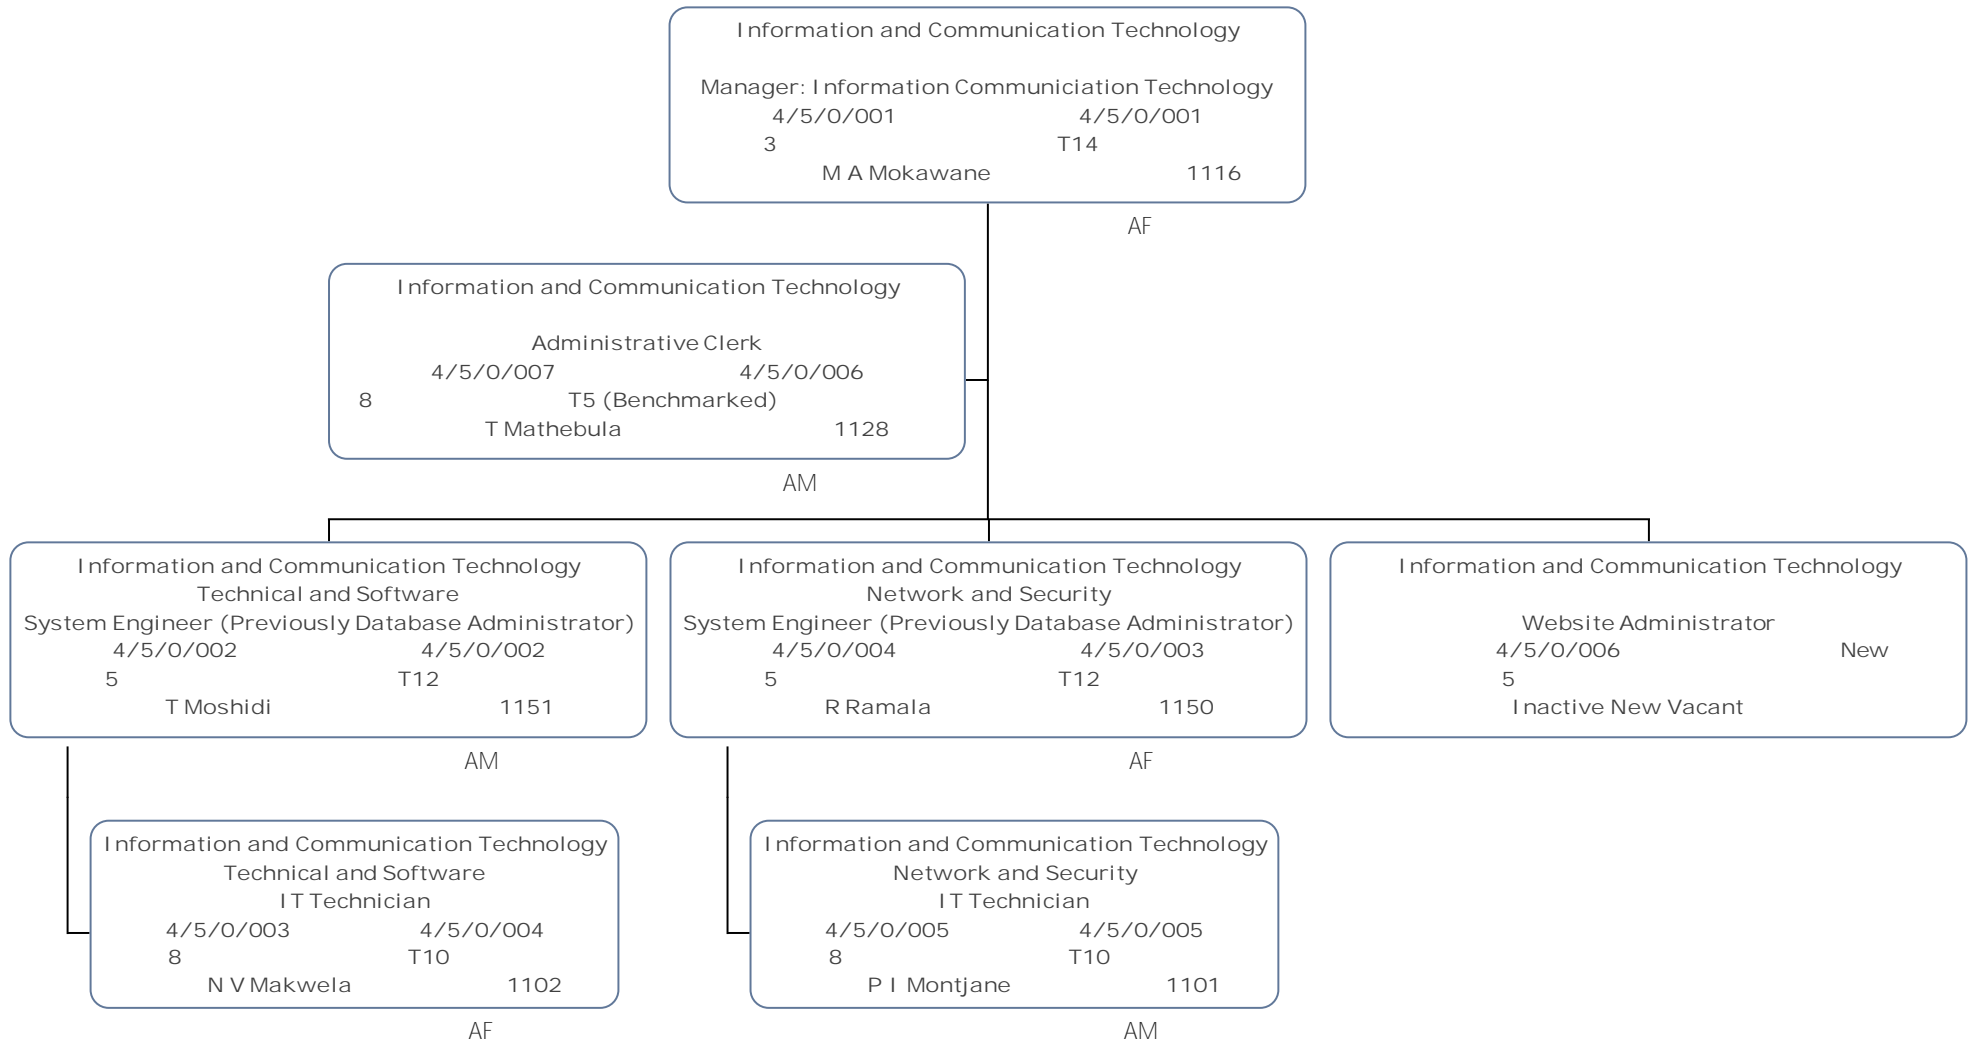 Information and Communication Technology
Manager: Information Communiciation Technology
4/5/0/001 4/5/0/001
3 T14
M A Mokawane 1116
AF
Information and Communication Technology
Administrative Clerk
4/5/0/007 4/5/0/006
8 T5 (Benchmarked)
T Mathebula 1128
AM
Information and Communication Technology
Technical and Software
System Engineer (Previously Database Administrator)
4/5/0/002 4/5/0/002
5 T12
T Moshidi 1151
AM
Information and Communication Technology
Network and Security
System Engineer (Previously Database Administrator)
4/5/0/004 4/5/0/003
5 T12
R Ramala 1150
AF
Information and Communication Technology
Website Administrator
4/5/0/006 New
5
Inactive New Vacant
Information and Communication Technology
Technical and Software
IT Technician
4/5/0/003 4/5/0/004
8 T10
N V Makwela 1102
AF
Information and Communication Technology
Network and Security
IT Technician
4/5/0/005 4/5/0/005
8 T10
P I Montjane 1101
AM